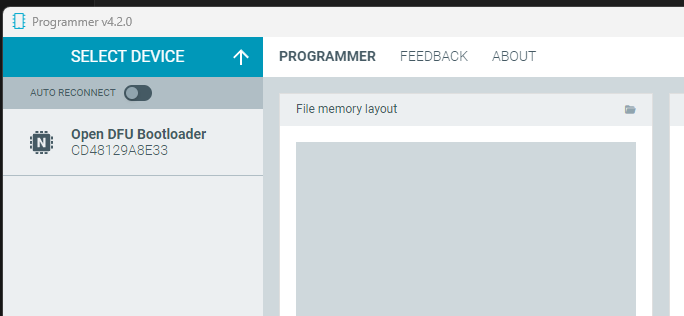 Programmer v4.2.0
SELECT DEVICE
PROGRAMMER FEEDBACK ABOUT
AUTO RECONNECT
File memory layout
N
Open DFU Bootloader
CD48129A8E33